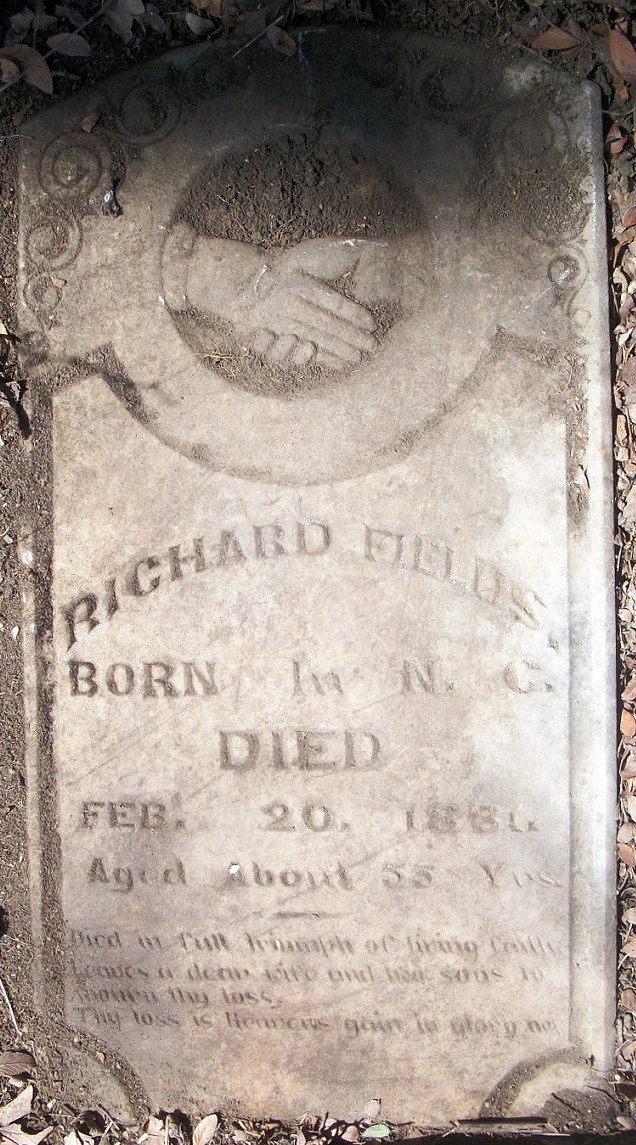 RICHARD FIELDS,
BORN In N. C.
DIED
FEB. 20. 1881.
Aged About 55 Yrs.
Died in full triumph of living faith
Leaves a dear wife and two sons to
mourn thy loss,
Thy loss is Heavens gain in glory